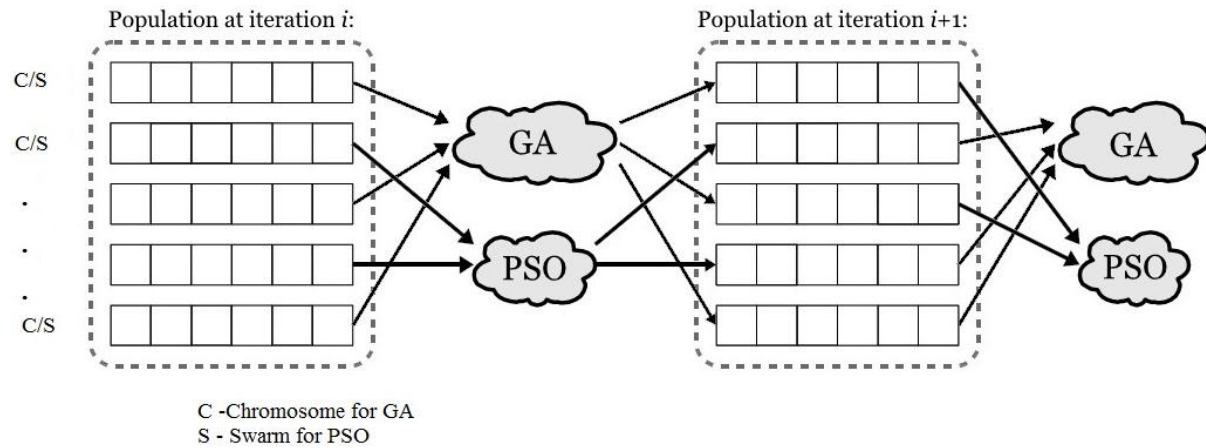 Population at iteration i:
Population at iteration i+1:
C/S
C/S
.
.
.
C/S
GA
PSO
GA
PSO
C -Chromosome for GA
S - Swarm for PSO